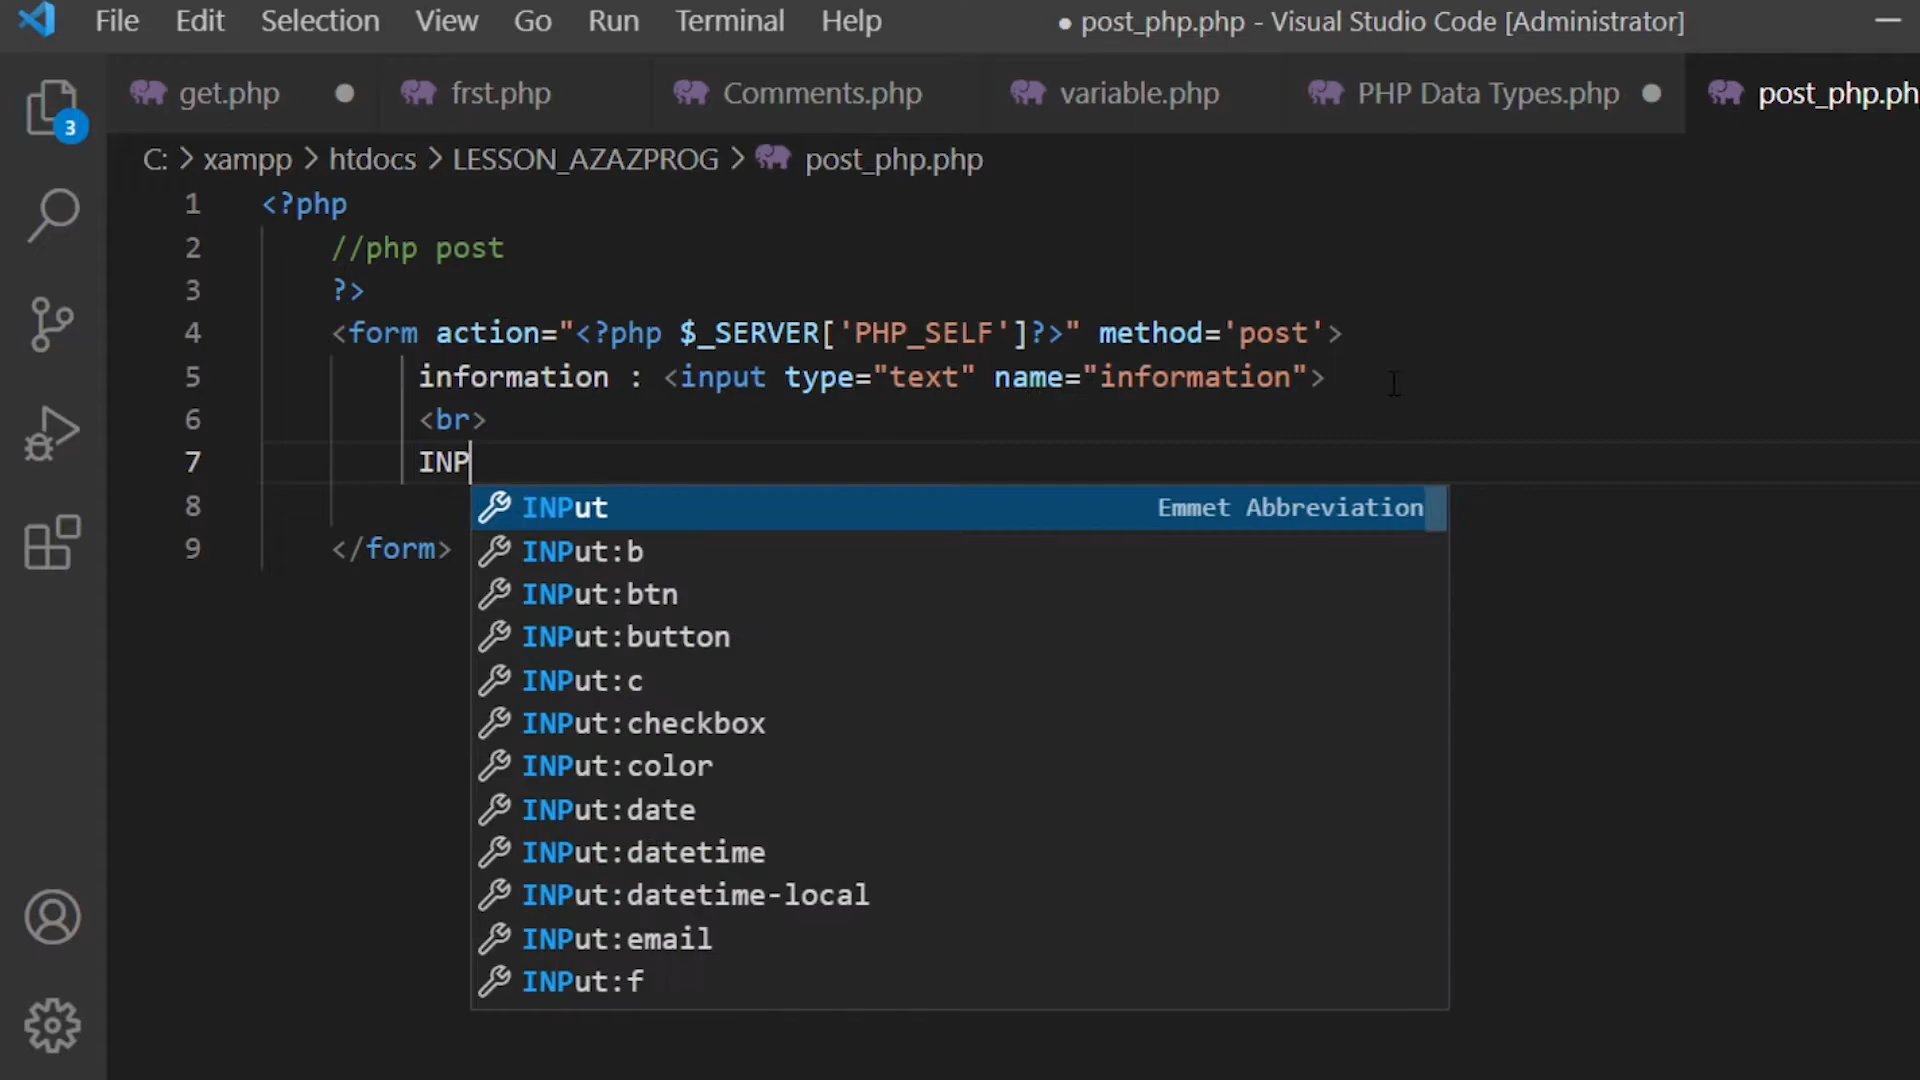 File Edit Selection View Go Run Terminal Help ● post_php.php - Visual Studio Code [Administrator]
get.php ● frst.php Comments.php variable.php PHP Data Types.php ● post_php.ph
3
C: > xampp > htdocs > LESSON_AZAZPROG > post_php.php
1 <?php
2 //php post
3 ?>
4 <form action="<?php $_SERVER['PHP_SELF']?>" method='post'>
5 information : <input type="text" name="information">
6 <br>
7 INP
8
9 </form>
INPut Emmet Abbreviation
INPut:b
INPut:btn
INPut:button
INPut:c
INPut:checkbox
INPut:color
INPut:date
INPut:datetime
INPut:datetime-local
INPut:email
INPut:f